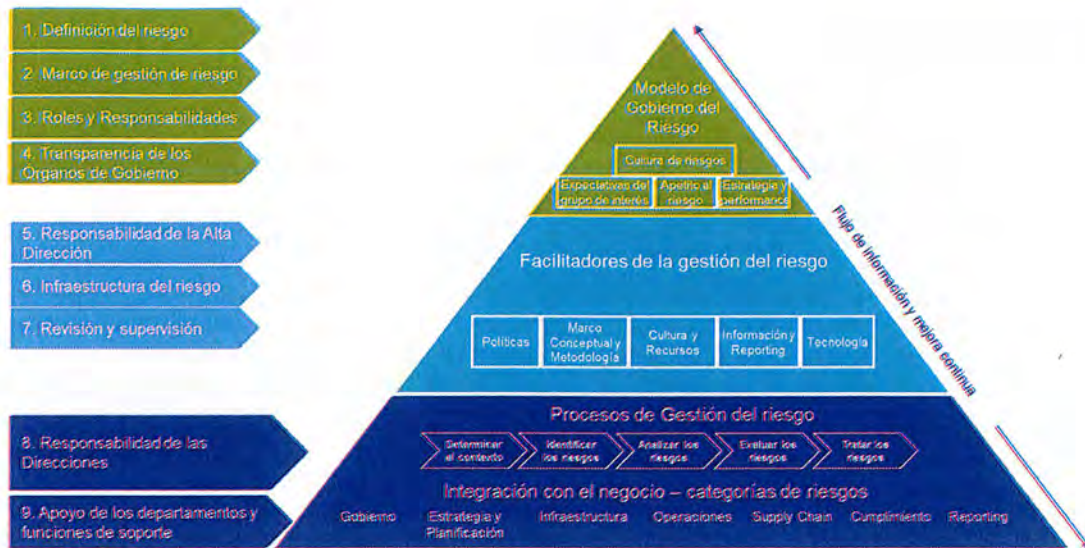 1. Definición del riesgo
2. Marco de gestión de riesgo
3. Roles y Responsabilidades
4. Transparencia de los
Órganos de Gobierno
5. Responsabilidad de la Alta
Dirección
6. Infraestructura del riesgo
7. Revisión y supervisión
8. Responsabilidad de las
Direcciones
9. Apoyo de los departamentos y
funciones de soporte
Modelo de
Gobierno del
Riesgo
Cultura de riesgos
Expectativas del
grupo de interés
Apetito al
riesgo
Estrategia y
performance
Facilitadores de la gestión del riesgo
Políticas
Marco
Conceptual y
Metodología
Cultura y
Recursos
Información y
Reporting
Tecnología
Procesos de Gestión del riesgo
Determinar
el contexto
Identificar
los riesgos
Analizar los
riesgos
Evaluar los
riesgos
Tratar los
riesgos
Integración con el negocio – categorías de riesgos
Gobierno
Estrategia y
Planificación
Infraestructura
Operaciones
Supply Chain
Cumplimiento
Reporting
Flujo de información y mejora continua